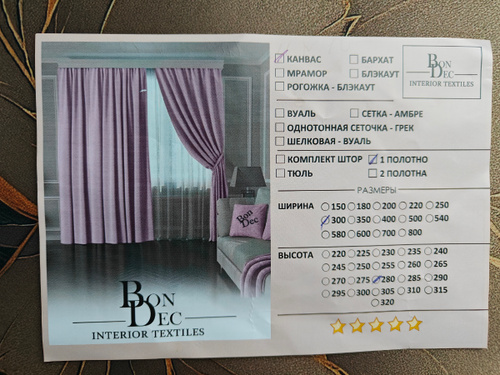 КАНВАС БАРХАТ
МРАМОР БЛЭКАУТ
РОГОЖКА - БЛЭКАУТ
BON
DEC
INTERIOR TEXTILES
ВУАЛЬ СЕТКА - АМБРЕ
ОДНОТОННАЯ СЕТОЧКА - ГРЕК
ШЕЛКОВАЯ - ВУАЛЬ
КОМПЛЕКТ ШТОР 1 ПОЛОТНО
ТЮЛЬ 2 ПОЛОТНА
РАЗМЕРЫ
ШИРИНА 150 180 200 220 250
300 350 400 500 540
580 600 700 800
ВЫСОТА 220 225 230 235 240
245 250 255 260 265
270 275 280 285 290
295 300 305 310 315
320
Bon
Dec
BON
DEC
INTERIOR TEXTILES